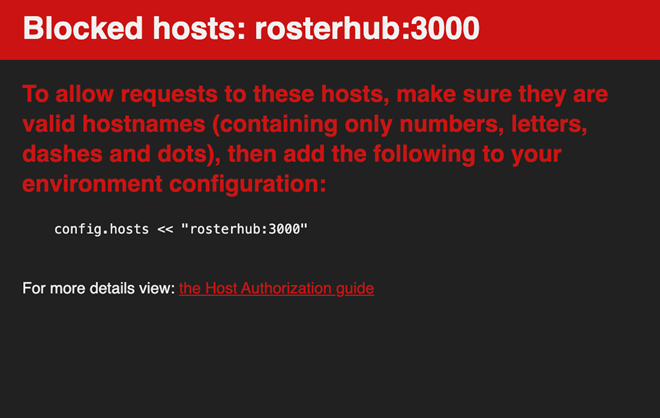 Blocked hosts: rosterhub:3000
To allow requests to these hosts, make sure they are
valid hostnames (containing only numbers, letters,
dashes and dots), then add the following to your
environment configuration:
config.hosts << "rosterhub:3000"
For more details view: the Host Authorization guide